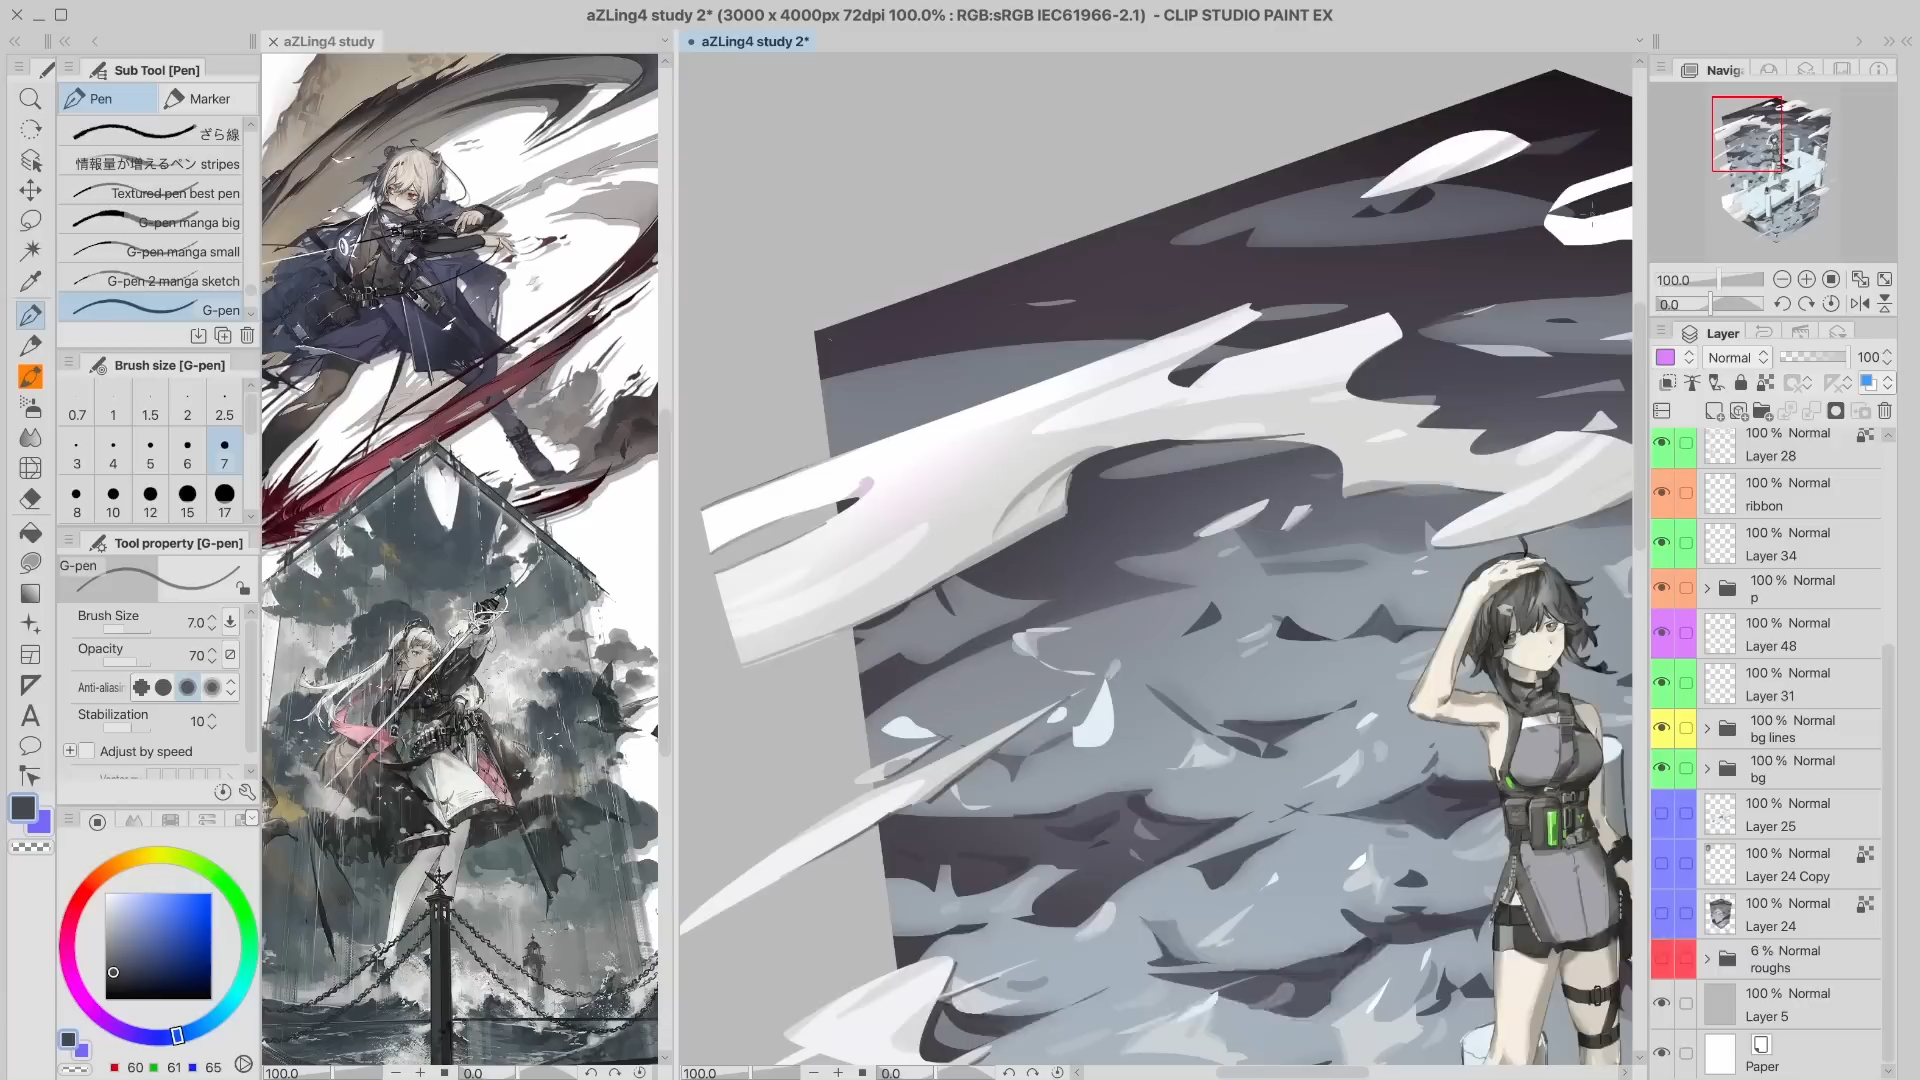 aZLing4 study 2* (3000 x 4000px 72dpi 100.0% : RGB:sRGB IEC61966-2.1) - CLIP STUDIO PAINT EX
aZLing4 study
aZLing4 study 2*
Sub Tool [Pen]
Pen
Marker
ざら線
情報量が増えるペン stripes
Textured pen best pen
G-pen manga big
G-pen manga small
G-pen 2 manga sketch
G-pen
Brush size [G-pen]
0.7 1 1.5 2 2.5
3 4 5 6 7
8 10 12 15 17
Tool property [G-pen]
G-pen
Brush Size 7.0
Opacity 70
Anti-aliasin
Stabilization 10
Adjust by speed
60 61 65
100.0 0.0
100.0 0.0
Navig
100.0
0.0
Layer
Normal 100
100 % Normal
Layer 28
100 % Normal
ribbon
100 % Normal
Layer 34
100 % Normal
p
100 % Normal
Layer 48
100 % Normal
Layer 31
100 % Normal
bg lines
100 % Normal
bg
100 % Normal
Layer 25
100 % Normal
Layer 24 Copy
100 % Normal
Layer 24
6 % Normal
roughs
100 % Normal
Layer 5
Paper